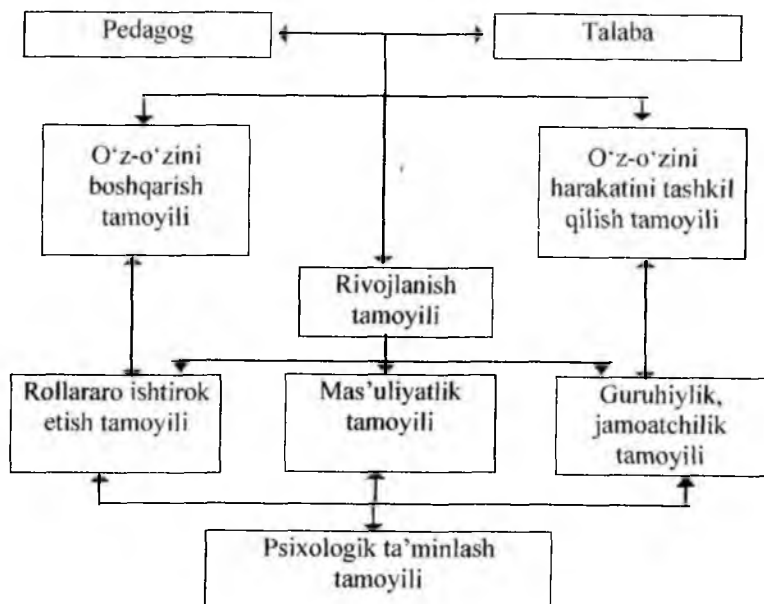 Pedagog
Talaba
O‘z-o‘zini
boshqarish
tamoyili
O‘z-o‘zini
harakatini tashkil
qilish tamoyili
Rivojlanish
tamoyili
Rollararo ishtirok
etish tamoyili
Mas’uliyatlik
tamoyili
Guruhiylik,
jamoatchilik
tamoyili
Psixologik ta’minlash
tamoyili